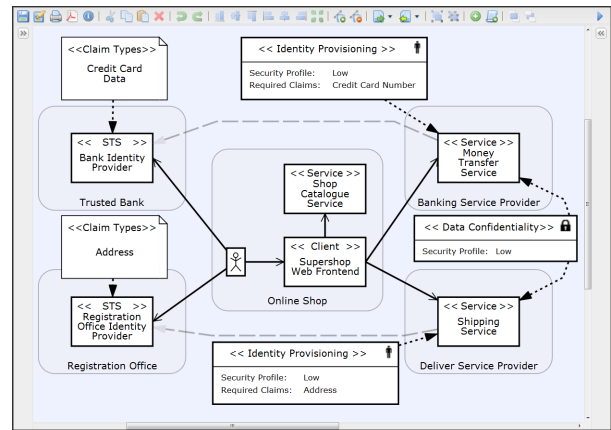 <<Claim Types>>
Credit Card
Data
<< Identity Provisioning >>
Security Profile: Low
Required Claims: Credit Card Number
<< STS >>
Bank Identity
Provider
Trusted Bank
<< Service >>
Shop
Catalogue
Service
<< Service>>
Money
Transfer
Service
Banking Service Provider
<<Claim Types>>
Address
<< Data Confidentiality>>
Security Profile: Low
<< Client >>
Supershop
Web Frontend
Online Shop
<< STS >>
Registration
Office Identity
Provider
Registration Office
<< Service>>
Shipping
Service
Deliver Service Provider
<< Identity Provisioning >>
Security Profile: Low
Required Claims: Address